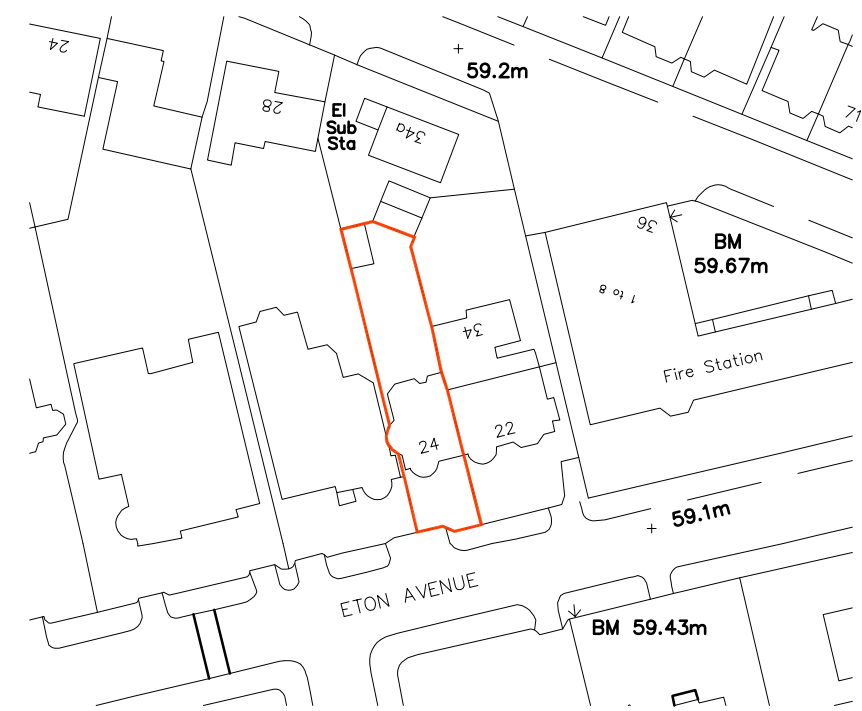 24
59.2m
28
El
Sub
Sta
34a
71
36
BM
59.67m
1 to 8
34
Fire Station
22
24
59.1m
ETON AVENUE
BM 59.43m